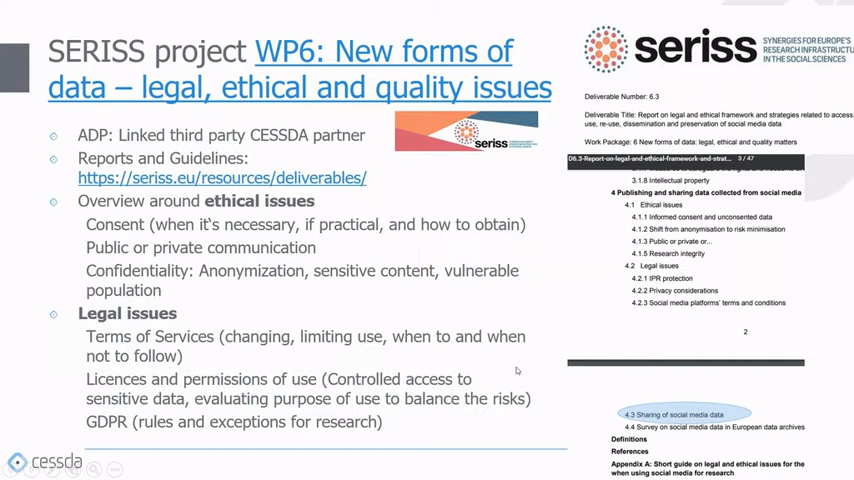 SERISS project WP6: New forms of
data – legal, ethical and quality issues
ADP: Linked third party CESSDA partner
Reports and Guidelines:
https://seriss.eu/resources/deliverables/
Overview around ethical issues
Consent (when it's necessary, if practical, and how to obtain)
Public or private communication
Confidentiality: Anonymization, sensitive content, vulnerable
population
Legal issues
Terms of Services (changing, limiting use, when to and when
not to follow)
Licences and permissions of use (Controlled access to
sensitive data, evaluating purpose of use to balance the risks)
GDPR (rules and exceptions for research)
cessda
seriss
seriss
SYNERGIES FOR EUROPE'S
RESEARCH INFRASTRUCTU
IN THE SOCIAL SCIENCES
Deliverable Number: 6.3
Deliverable Title: Report on legal and ethical framework and strategies related to access,
use, re-use, dissemination and preservation of social media data
Work Package: 6 New forms of data: legal, ethical and quality matters
D6.3-Report-on-legal-and-ethical-framework-and-strat... 3 / 47
3.1.8 Intellectual property
4 Publishing and sharing data collected from social media
4.1 Ethical issues
4.1.1 Informed consent and unconsented data
4.1.2 Shift from anonymisation to risk minimisation
4.1.3 Public or private or...
4.1.5 Research integrity
4.2 Legal issues
4.2.1 IPR protection
4.2.2 Privacy considerations
4.2.3 Social media platforms' terms and conditions
2
4.3 Sharing of social media data
4.4 Survey on social media data in European data archives
Definitions
References
Appendix A: Short guide on legal and ethical issues for the
when using social media for research